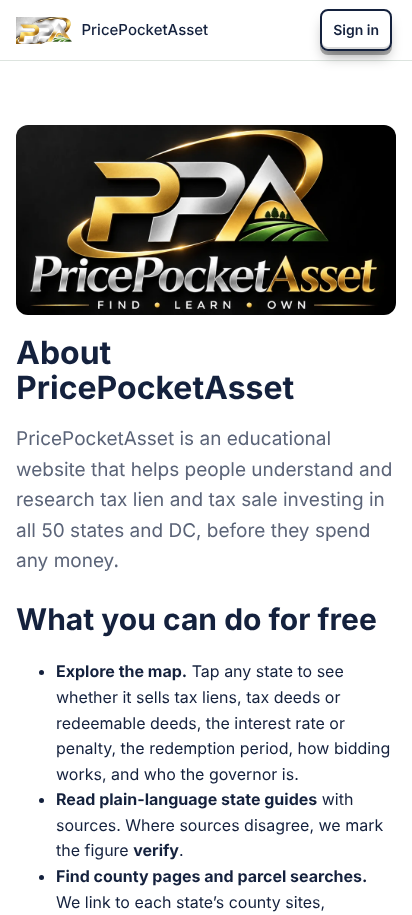 PPA PricePocketAsset
Sign in
PPA
PricePocketAsset
FIND • LEARN • OWN
About
PricePocketAsset
PricePocketAsset is an educational
website that helps people understand and
research tax lien and tax sale investing in
all 50 states and DC, before they spend
any money.
What you can do for free
• Explore the map. Tap any state to see
whether it sells tax liens, tax deeds or
redeemable deeds, the interest rate or
penalty, the redemption period, how bidding
works, and who the governor is.
• Read plain-language state guides with
sources. Where sources disagree, we mark
the figure verify.
• Find county pages and parcel searches.
We link to each state’s county sites,